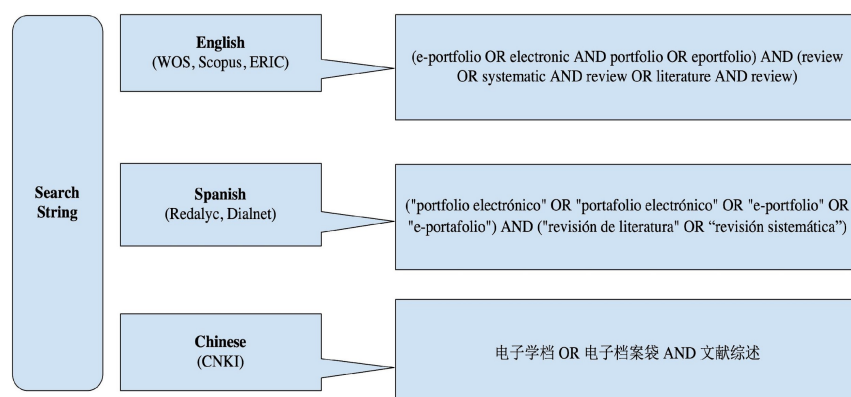 Search
String
English
(WOS, Scopus, ERIC)
(e-portfolio OR electronic AND portfolio OR eportfolio) AND (review
OR systematic AND review OR literature AND review)
Spanish
(Redalyc, Dialnet)
("portfolio electrónico" OR "portafolio electrónico" OR "e-portfolio" OR
"e-portafolio") AND ("revisión de literatura" OR “revisión sistemática”)
Chinese
(CNKI)
电子学档 OR 电子档案袋 AND 文献综述